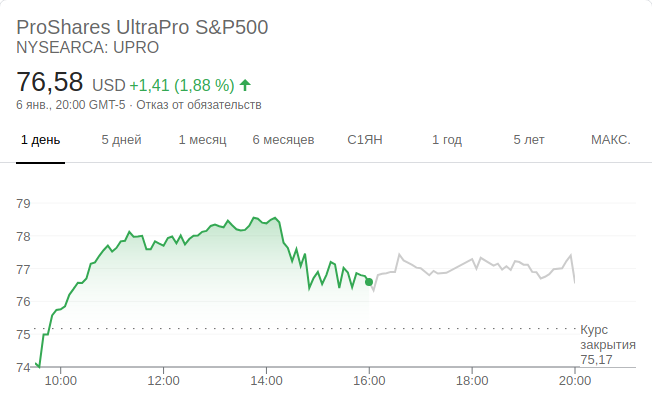 ProShares UltraPro S&P500
NYSEARCA: UPRO
76,58 USD +1,41 (1,88 %)
6 янв., 20:00 GMT-5 · Отказ от обязательств
1 день 5 дней 1 месяц 6 месяцев С1ЯН 1 год 5 лет МАКС.
79
78
77
76
75
74
Курс
закрытия
75,17
10:00 12:00 14:00 16:00 18:00 20:00